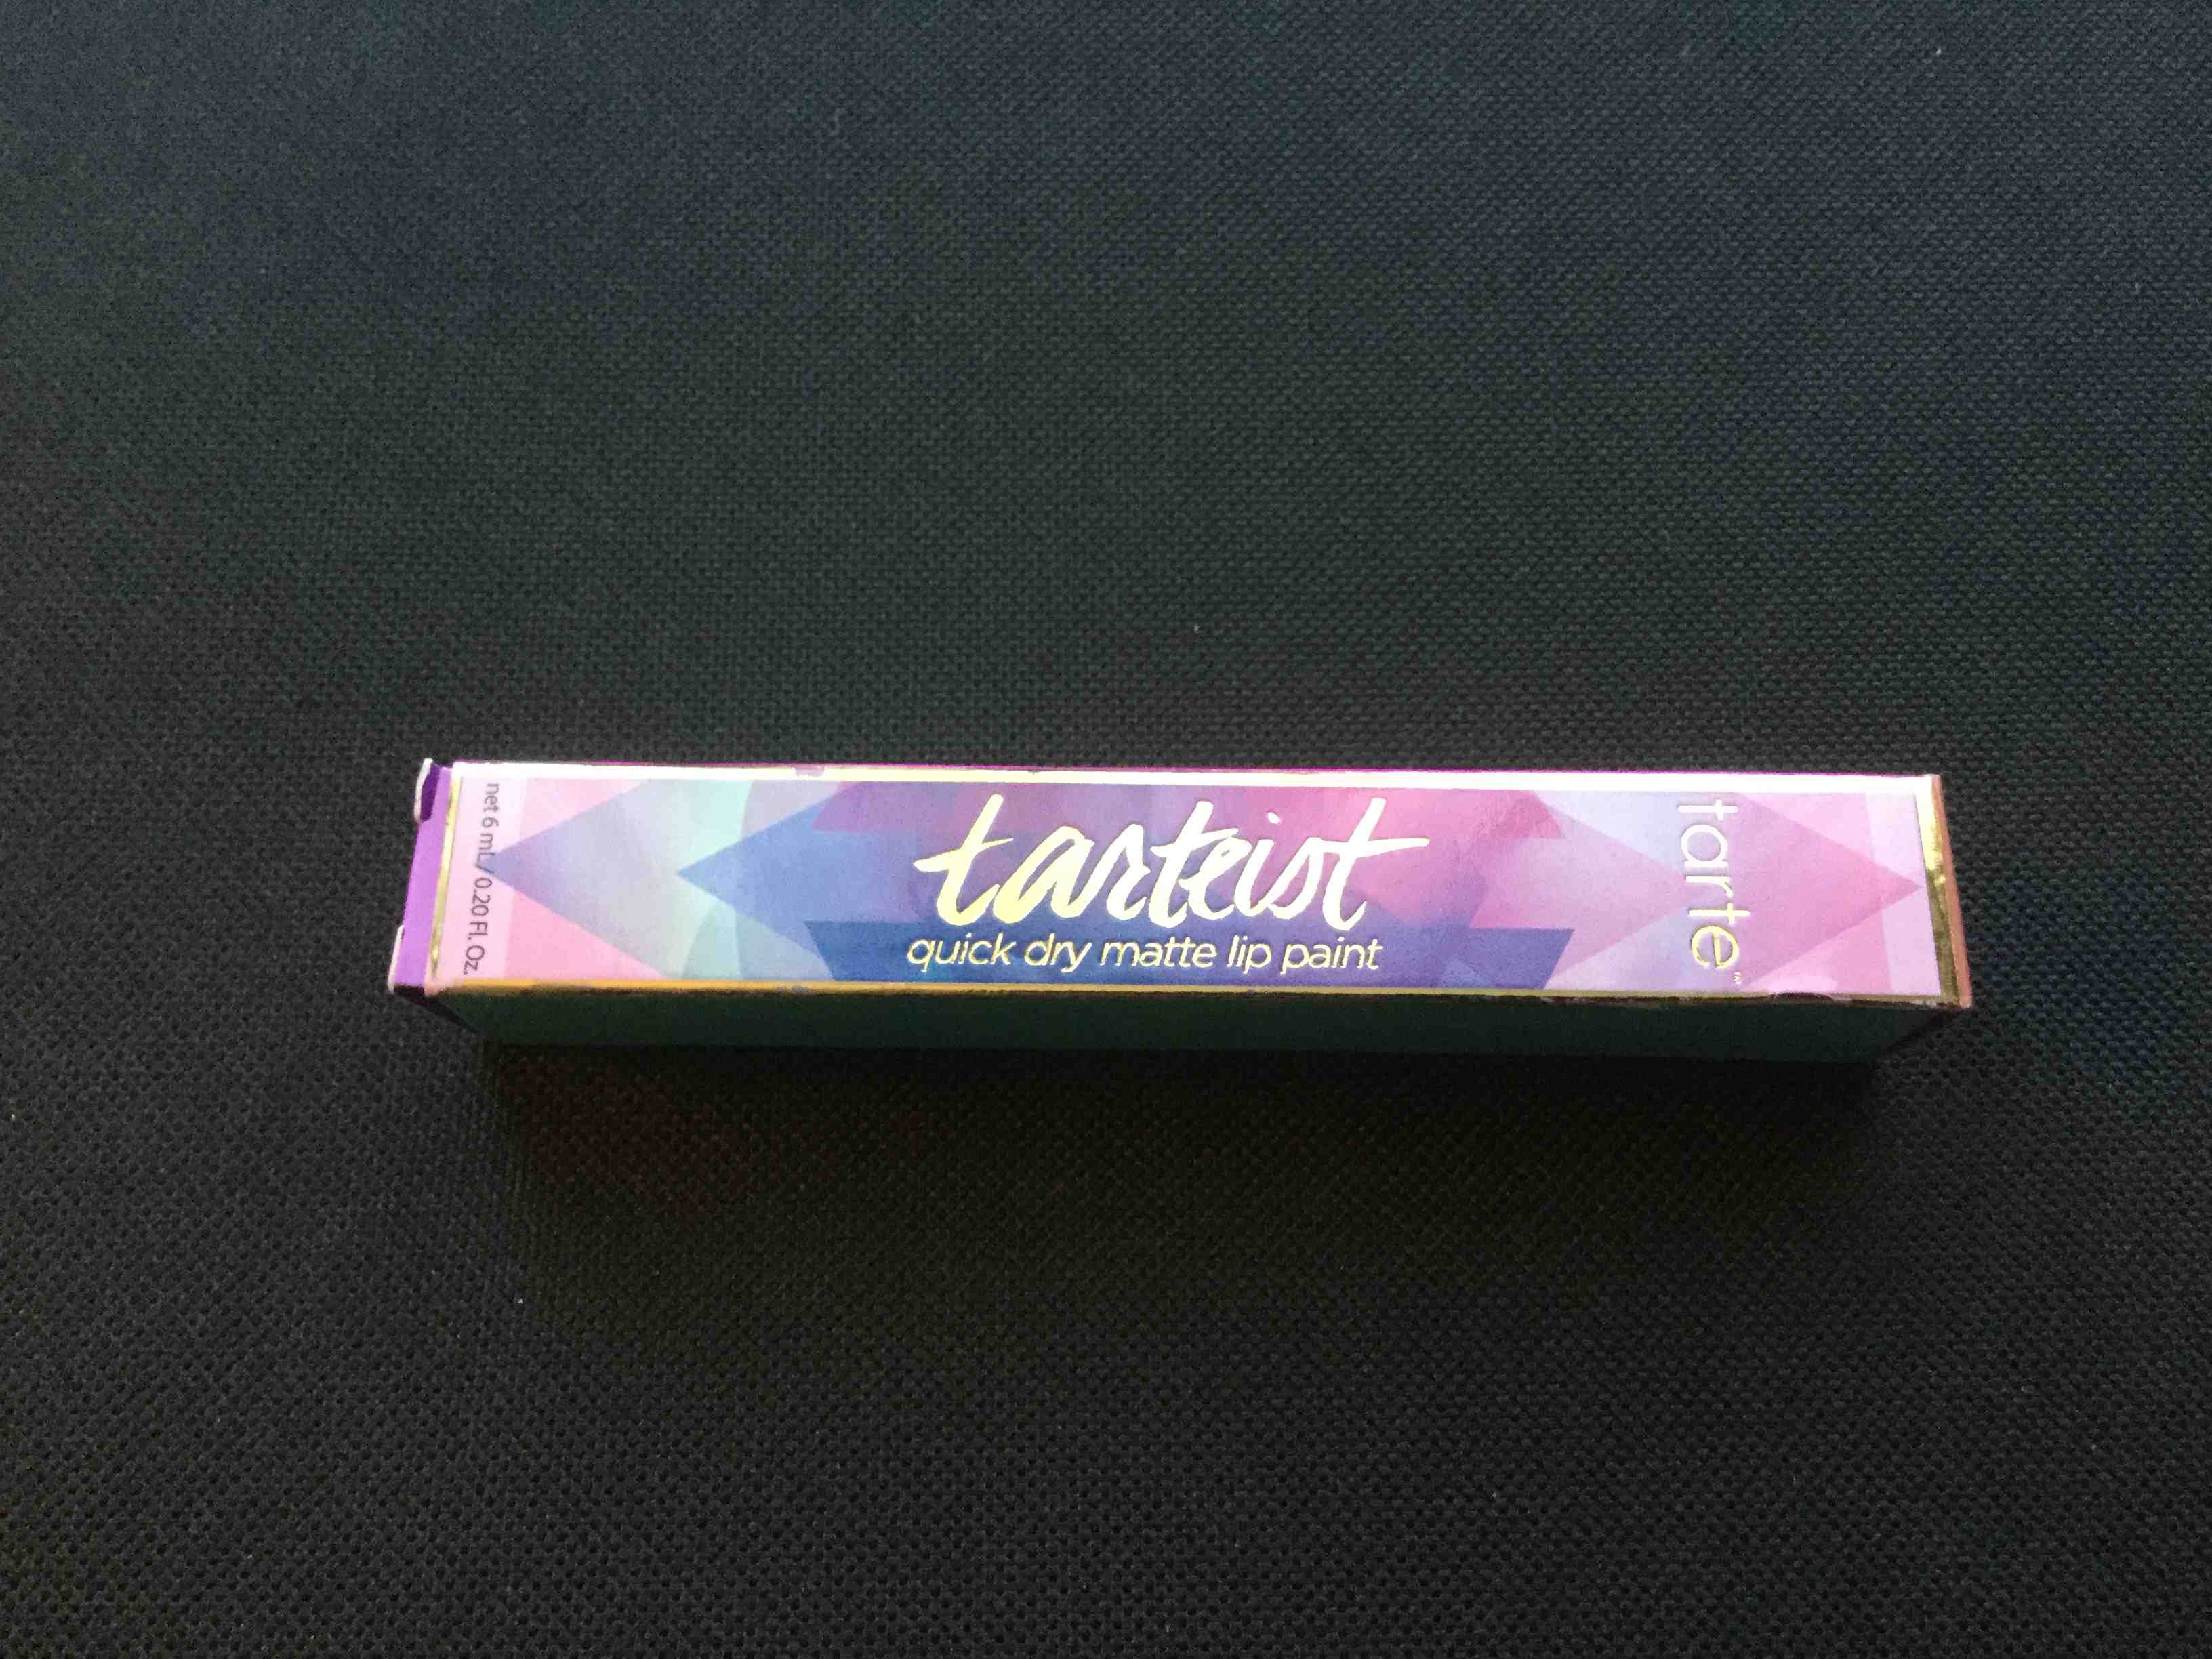 tarteist
quick dry matte lip paint
tarte™
net 6 mL / 0.20 Fl. Oz.